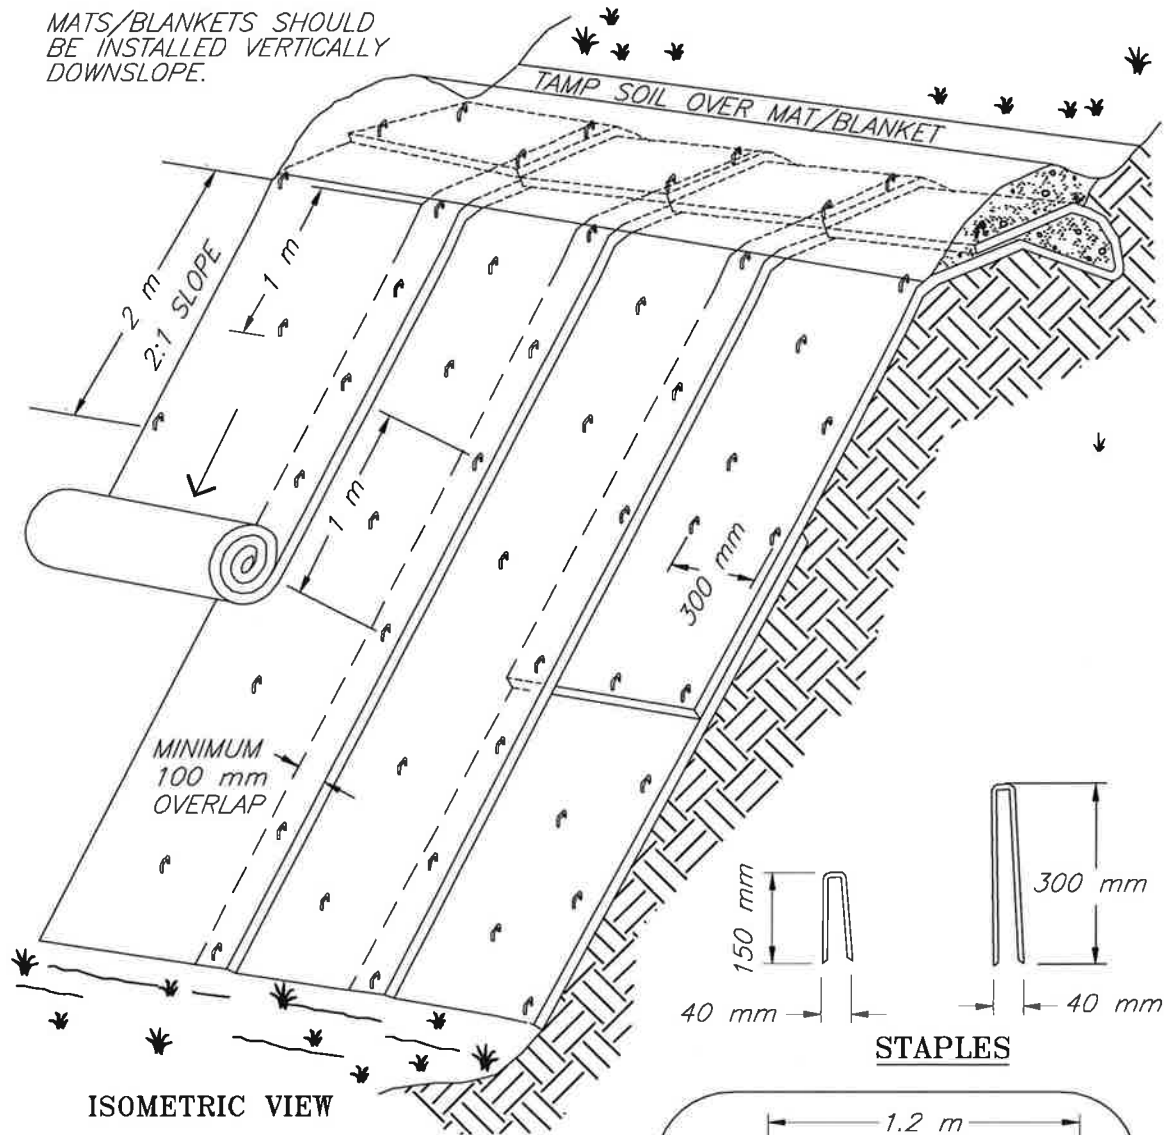 MATS/BLANKETS SHOULD
BE INSTALLED VERTICALLY
DOWNSLOPE.
TAMP SOIL OVER MAT/BLANKET
2 m
2:1 SLOPE
1 m
1 m
300 mm
MINIMUM
100 mm
OVERLAP
150 mm
40 mm
300 mm
40 mm
STAPLES
ISOMETRIC VIEW
1.2 m